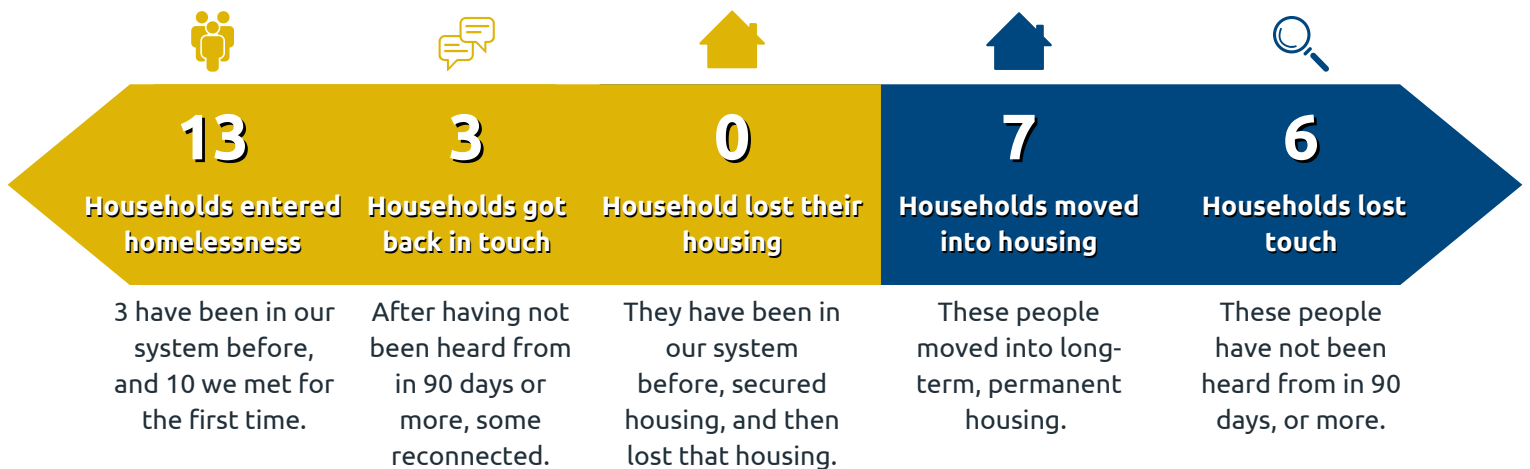 13
Households entered
homelessness
3 have been in our
system before,
and 10 we met for
the first time.
3
Households got
back in touch
After having not
been heard from
in 90 days or
more, some
reconnected.
0
Household lost their
housing
They have been in
our system
before, secured
housing, and then
lost that housing.
7
Households moved
into housing
These people
moved into long-
term, permanent
housing.
6
Households lost
touch
These people
have not been
heard from in 90
days, or more.